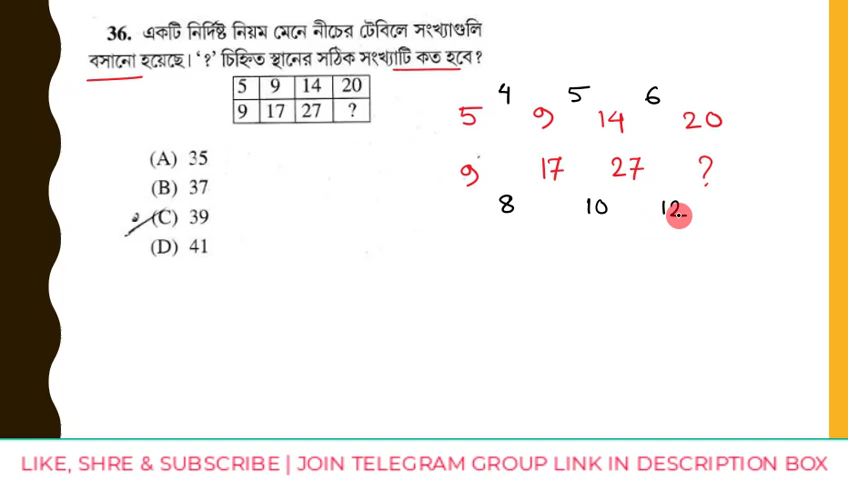 36. একটি নির্দিষ্ট নিয়ম মেনে নীচের টেবিলে সংখ্যাগুলি
বসানো হয়েছে। ‘?’ চিহ্নিত স্থানের সঠিক সংখ্যাটি কত হবে?
5 9 14 20
9 17 27 ?
(A) 35
(B) 37
(C) 39
(D) 41
4 5 6
5 9 14 20
9 17 27 ?
8 10 12
LIKE, SHRE & SUBSCRIBE | JOIN TELEGRAM GROUP LINK IN DESCRIPTION BOX